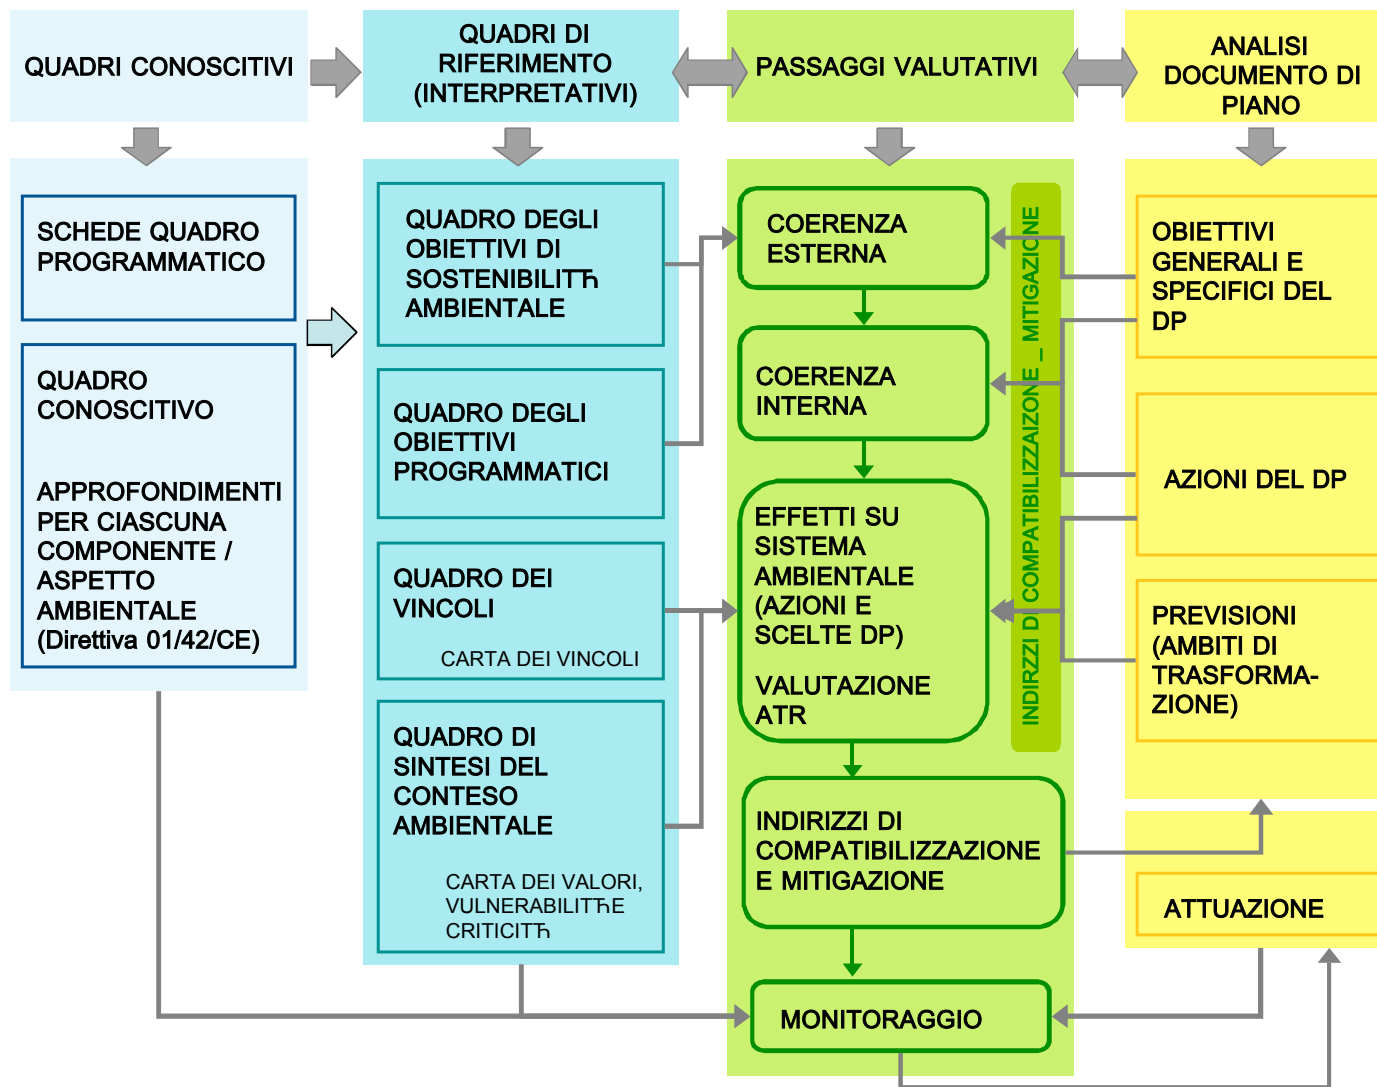 QUADRI CONOSCITIVI
QUADRI DI
RIFERIMENTO
(INTERPRETATIVI)
PASSAGGI VALUTATIVI
ANALISI
DOCUMENTO DI
PIANO
SCHEDE QUADRO
PROGRAMMATICO
QUADRO
CONOSCITIVO
APPROFONDIMENTI
PER CIASCUNA
COMPONENTE /
ASPETTO
AMBIENTALE
(Direttiva 01/42/CE)
QUADRO DEGLI
OBIETTIVI DI
SOSTENIBILITЋ
AMBIENTALE
QUADRO DEGLI
OBIETTIVI
PROGRAMMATICI
QUADRO DEI
VINCOLI
CARTA DEI VINCOLI
QUADRO DI
SINTESI DEL
CONTESO
AMBIENTALE
CARTA DEI VALORI,
VULNERABILITЋE
CRITICITЋ
COERENZA
ESTERNA
COERENZA
INTERNA
EFFETTI SU
SISTEMA
AMBIENTALE
(AZIONI E
SCELTE DP)
VALUTAZIONE
ATR
INDIRIZZI DI
COMPATIBILIZZAZIONE
E MITIGAZIONE
MONITORAGGIO
INDIRZZI DI COMPATIBILIZZAIZONE _ MITIGAZIONE
OBIETTIVI
GENERALI E
SPECIFICI DEL
DP
AZIONI DEL DP
PREVISIONI
(AMBITI DI
TRASFORMA-
ZIONE)
ATTUAZIONE